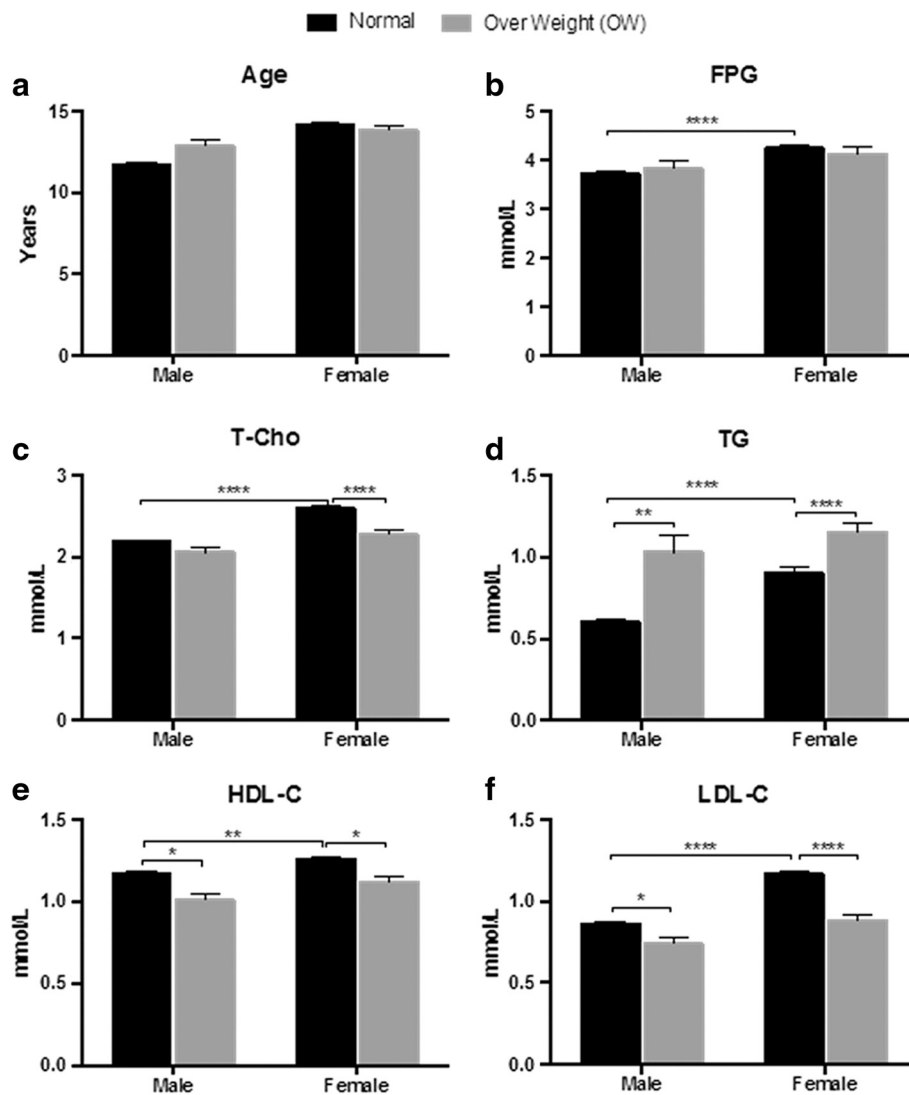 Normal Over Weight (OW)
a Age
Years
15
10
5
0
Male Female
b FPG
mmol/L
5
4
3
2
1
0
****
Male Female
c T-Cho
mmol/L
3
2
1
0
**** ****
Male Female
d TG
mmol/L
1.5
1.0
0.5
0.0
****
** ****
Male Female
e HDL-C
mmol/L
1.5
1.0
0.5
0.0
** *
*
Male Female
f LDL-C
mmol/L
1.5
1.0
0.5
0.0
**** ****
*
Male Female